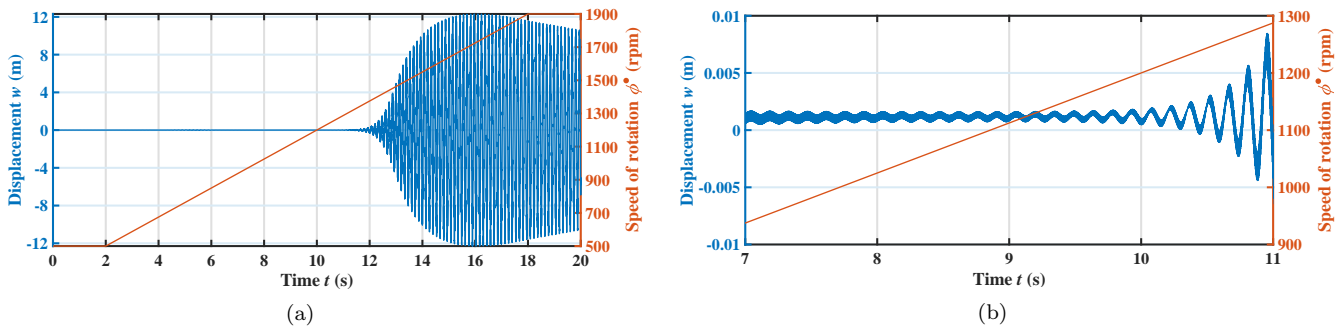 12
8
4
0
-4
-8
-12
Displacement w (m)
0 2 4 6 8 10 12 14 16 18 20
Time t (s)
1900
1700
1500
1300
1100
900
700
500
Speed of rotation ϕ• (rpm)
(a)
0.01
0.005
0
-0.005
-0.01
Displacement w (m)
7 8 9 10 11
Time t (s)
1300
1200
1100
1000
900
Speed of rotation ϕ• (rpm)
(b)